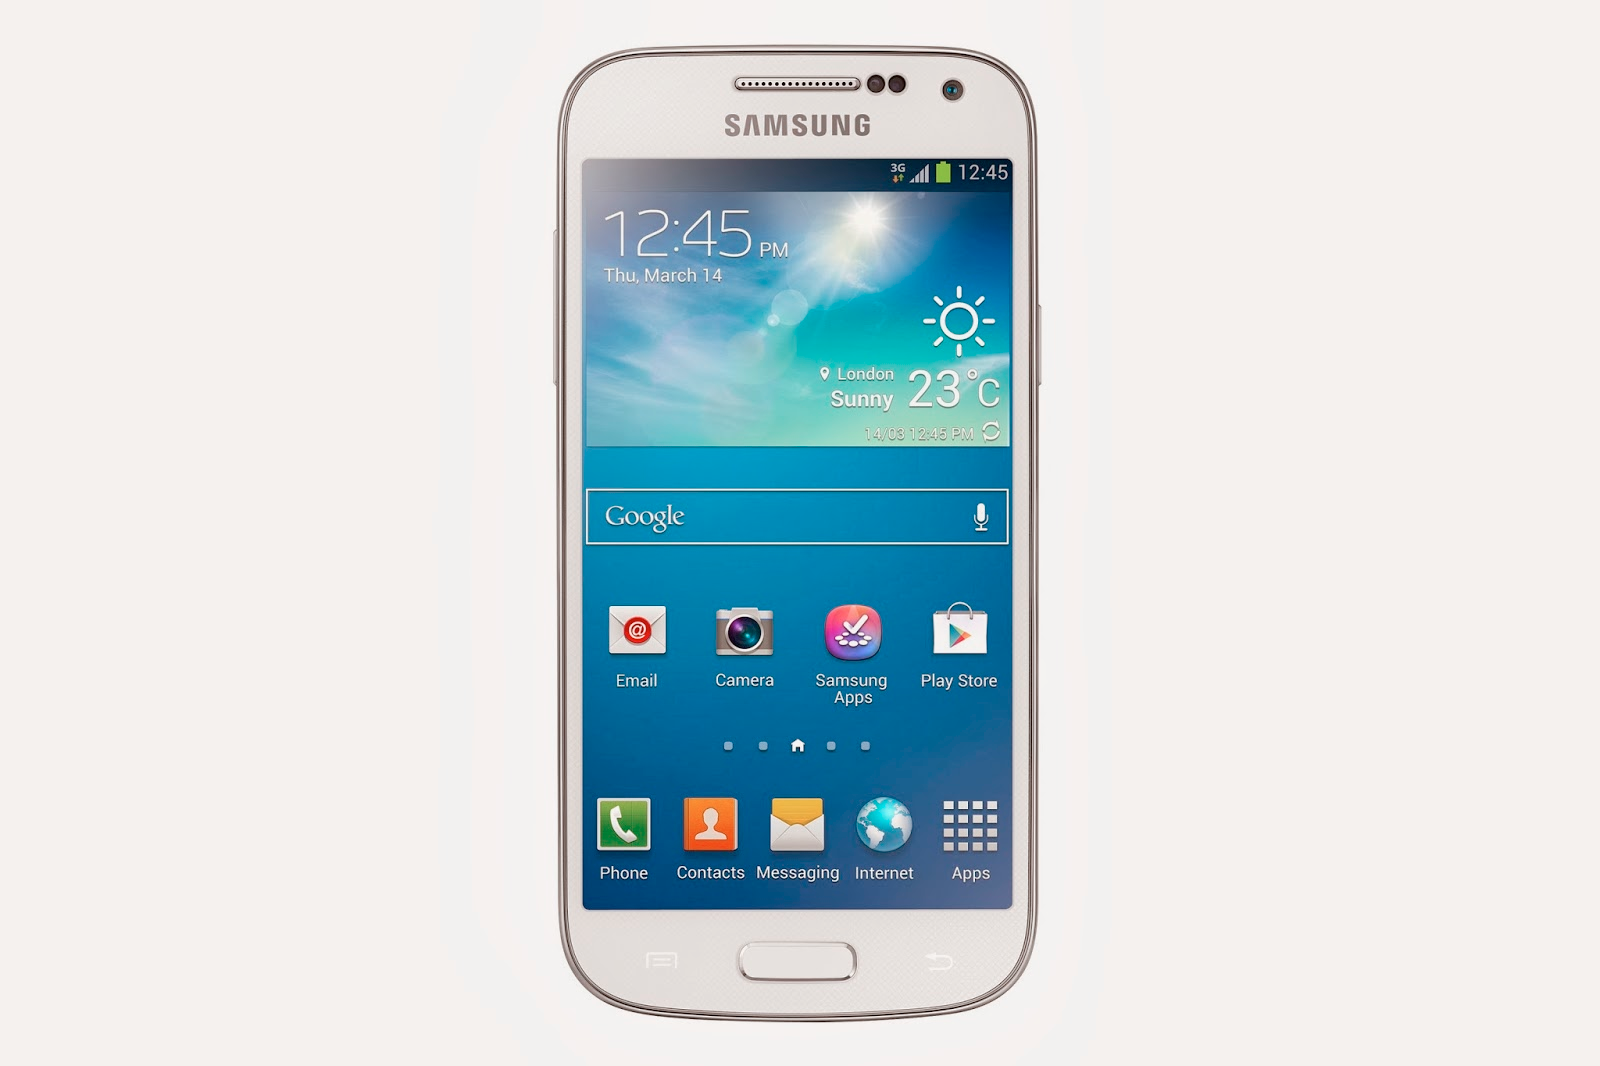 SAMSUNG
3G 12:45
12:45 PM
Thu, March 14
London
Sunny 23°C
14/03 12:45 PM
Google
Email Camera Samsung Apps Play Store
Phone Contacts Messaging Internet Apps